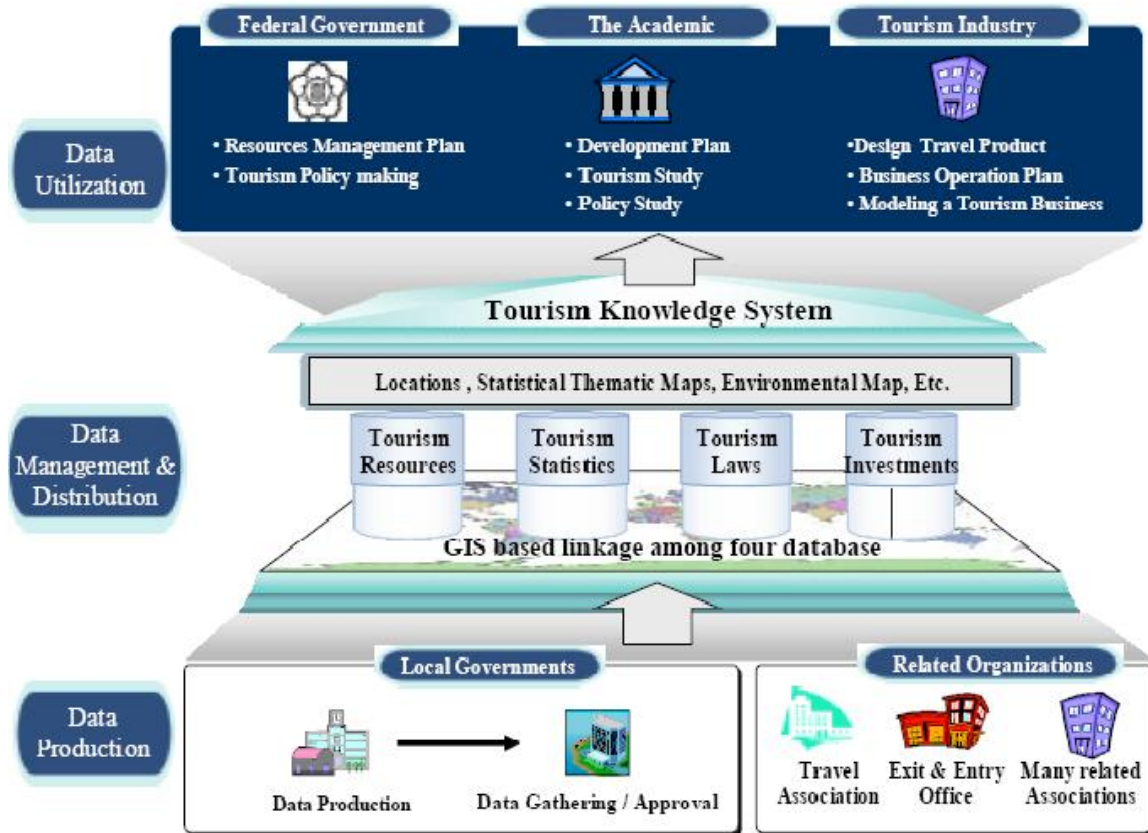 Federal Government
The Academic
Tourism Industry
Data
Utilization
• Resources Management Plan
• Tourism Policy making
• Development Plan
• Tourism Study
• Policy Study
•Design Travel Product
• Business Operation Plan
• Modeling a Tourism Business
Tourism Knowledge System
Locations , Statistical Thematic Maps, Environmental Map, Etc.
Data
Management &
Distribution
Tourism
Resources
Tourism
Statistics
Tourism
Laws
Tourism
Investments
GIS based linkage among four database
Local Governments
Related Organizations
Data
Production
Data Production
Data Gathering / Approval
Travel
Association
Exit & Entry
Office
Many related
Associations